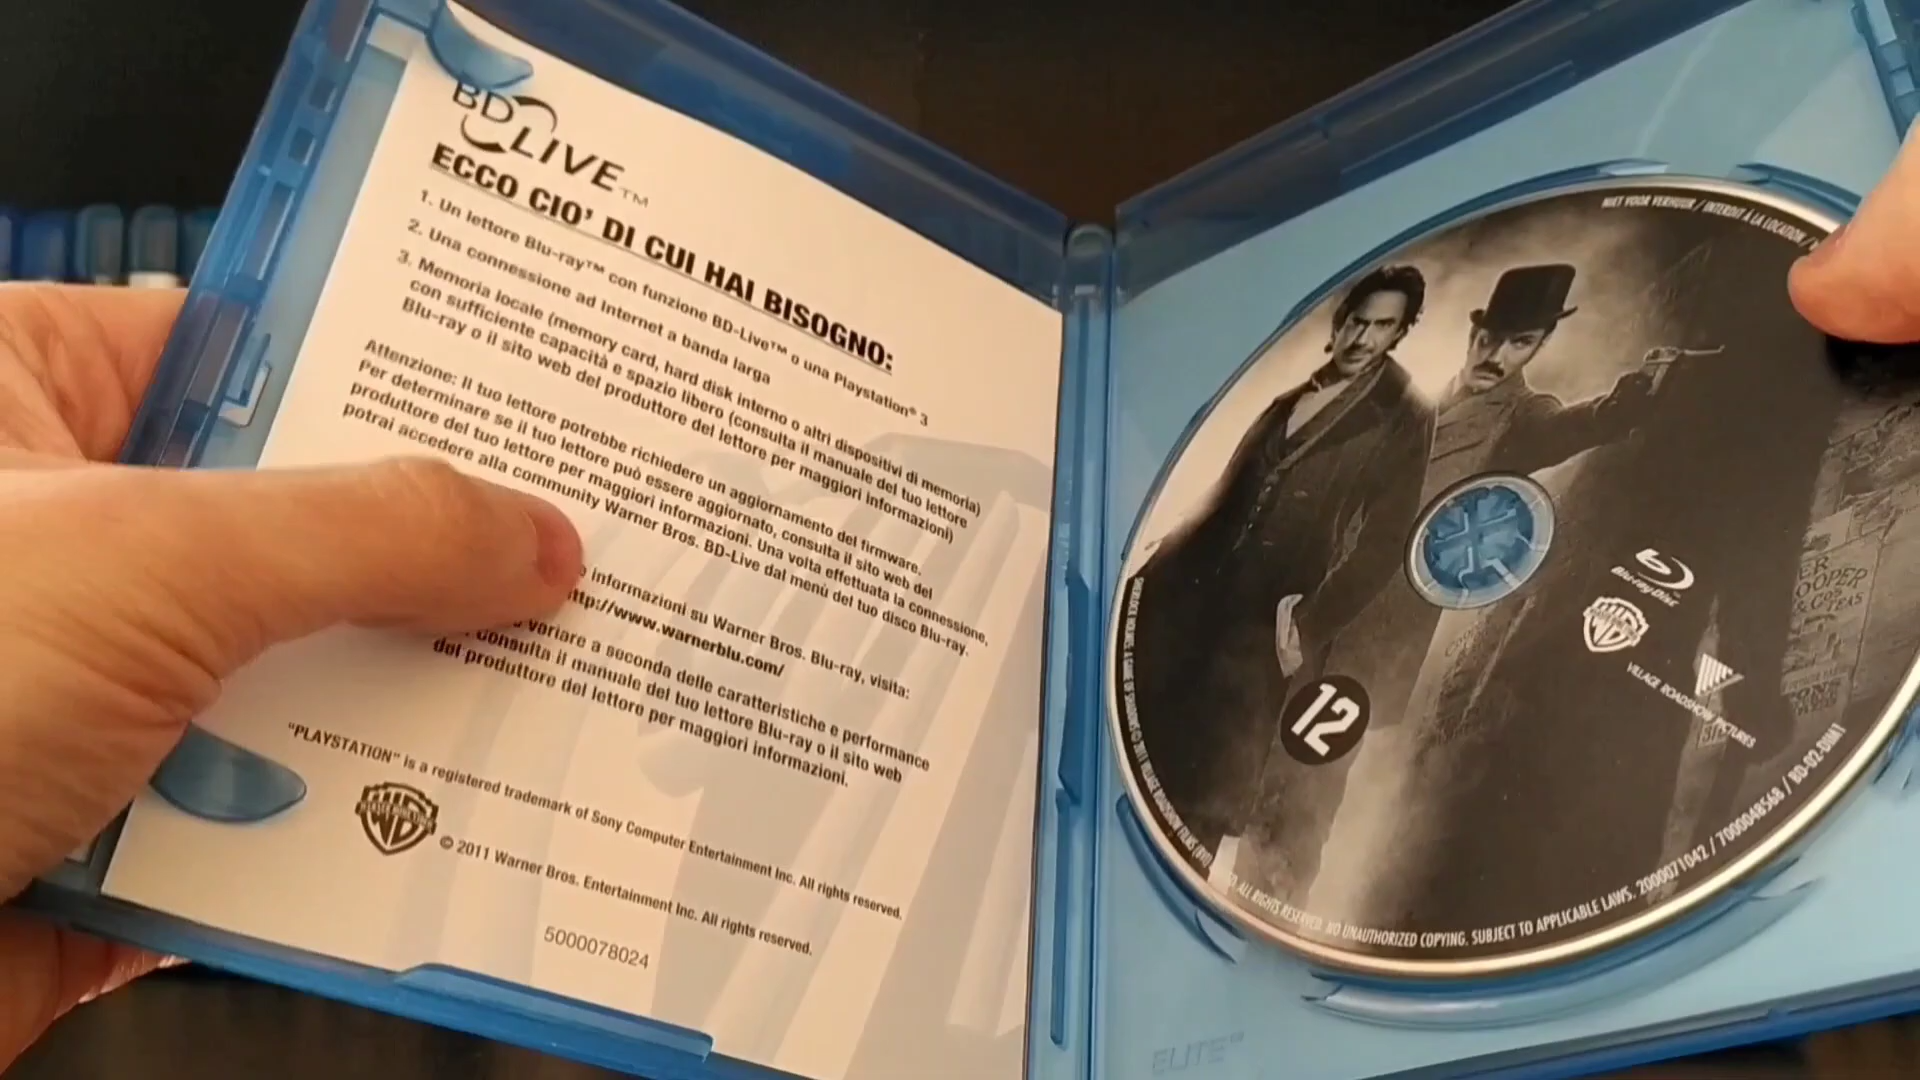 BD LIVE™
ECCO CIO' DI CUI HAI BISOGNO:
1. Un lettore Blu-ray™ con funzione BD-Live™ o una Playstation® 3
2. Una connessione ad Internet a banda larga
3. Memoria locale (memory card, hard disk interno o altri dispositivi di memoria)
con sufficiente capacità e spazio libero (consulta il manuale del tuo lettore
Blu-ray o il sito web del produttore del lettore per maggiori informazioni)
Attenzione: Il tuo lettore potrebbe richiedere un aggiornamento del firmware.
Per determinare se il tuo lettore può essere aggiornato, consulta il sito web del
produttore del tuo lettore per maggiori informazioni. Una volta effettuata la connessione,
potrai accedere alla community Warner Bros. BD-Live dal menù del tuo disco Blu-ray.
informazioni su Warner Bros. Blu-ray, visita:
http://www.warnerblu.com/
variare a seconda delle caratteristiche e performance
Consulta il manuale del tuo lettore Blu-ray o il sito web
del produttore del lettore per maggiori informazioni.
"PLAYSTATION" is a registered trademark of Sony Computer Entertainment Inc. All rights reserved.
© 2011 Warner Bros. Entertainment Inc. All rights reserved.
5000078024
NIET VOOR VERHUUR / INTERDIT À LA LOCATION /
Blu-ray Disc
WB
VILLAGE ROADSHOW PICTURES
12
ALL RIGHTS RESERVED. NO UNAUTHORIZED COPYING. SUBJECT TO APPLICABLE LAWS. 2000071042 / 7000048568 / BD-02-DIM1
ELITE™